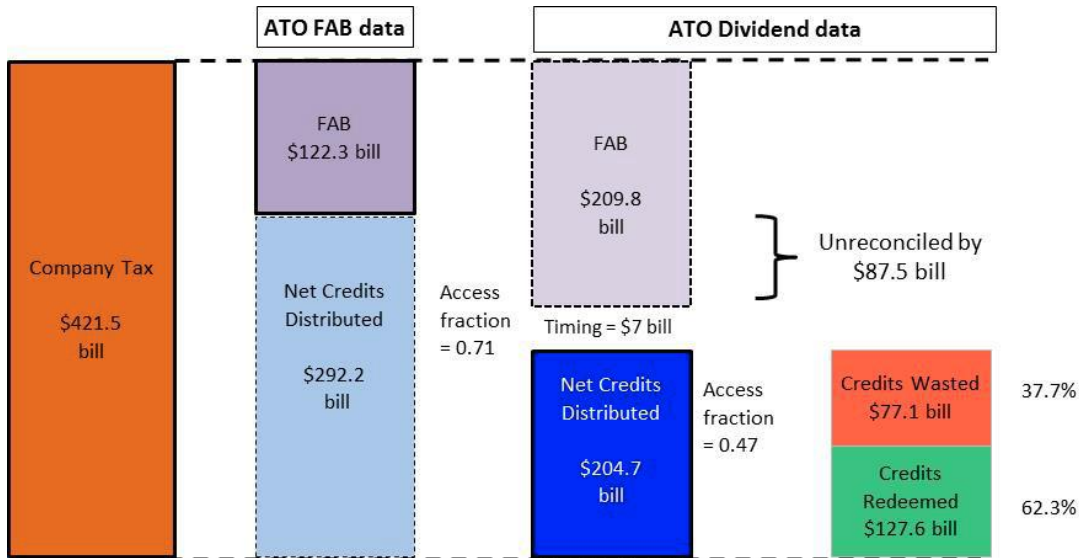 ATO FAB data
ATO Dividend data
Company Tax
$421.5
bill
FAB
$122.3 bill
Net Credits
Distributed
$292.2
bill
Access
fraction
= 0.71
FAB
$209.8
bill
Unreconciled by
$87.5 bill
Timing = $7 bill
Net Credits
Distributed
$204.7
bill
Access
fraction
= 0.47
Credits Wasted
$77.1 bill
37.7%
Credits
Redeemed
$127.6 bill
62.3%